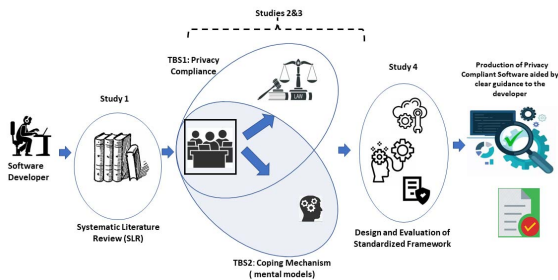 Studies 2&3
TBS1: Privacy
Compliance
LAW
Study 4
Production of Privacy
Compliant Software aided by
clear guidance to the
developer
Study 1
Software
Developer
Systematic Literature
Review (SLR)
Design and Evaluation of
Standardized Framework
TBS2: Coping Mechanism
( mental models)